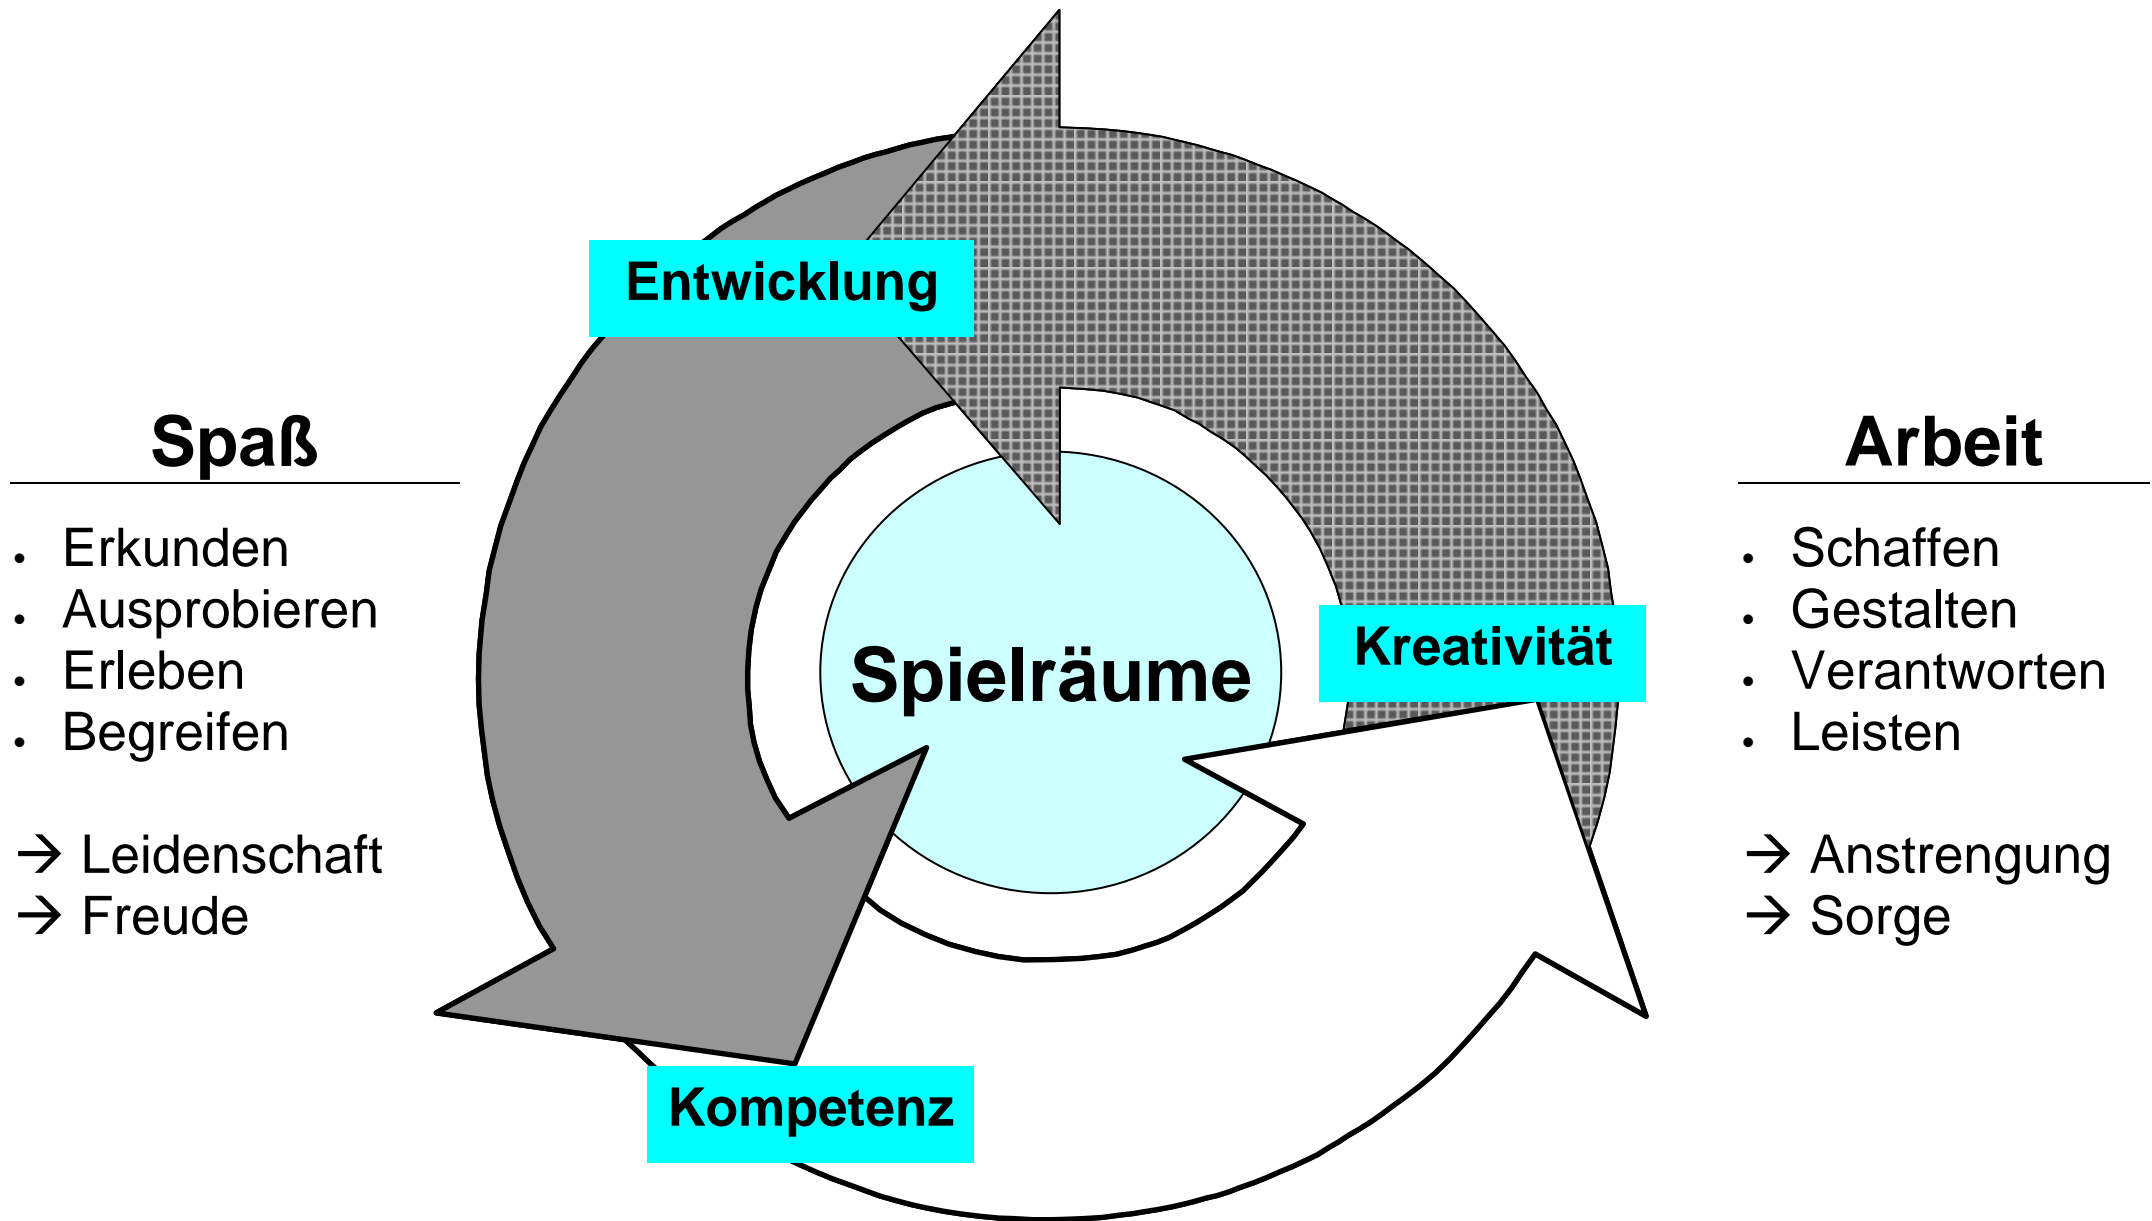 Spaß
• Erkunden
• Ausprobieren
• Erleben
• Begreifen
→ Leidenschaft
→ Freude
Entwicklung
Spielräume
Kreativität
Kompetenz
Arbeit
• Schaffen
• Gestalten
• Verantworten
• Leisten
→ Anstrengung
→ Sorge